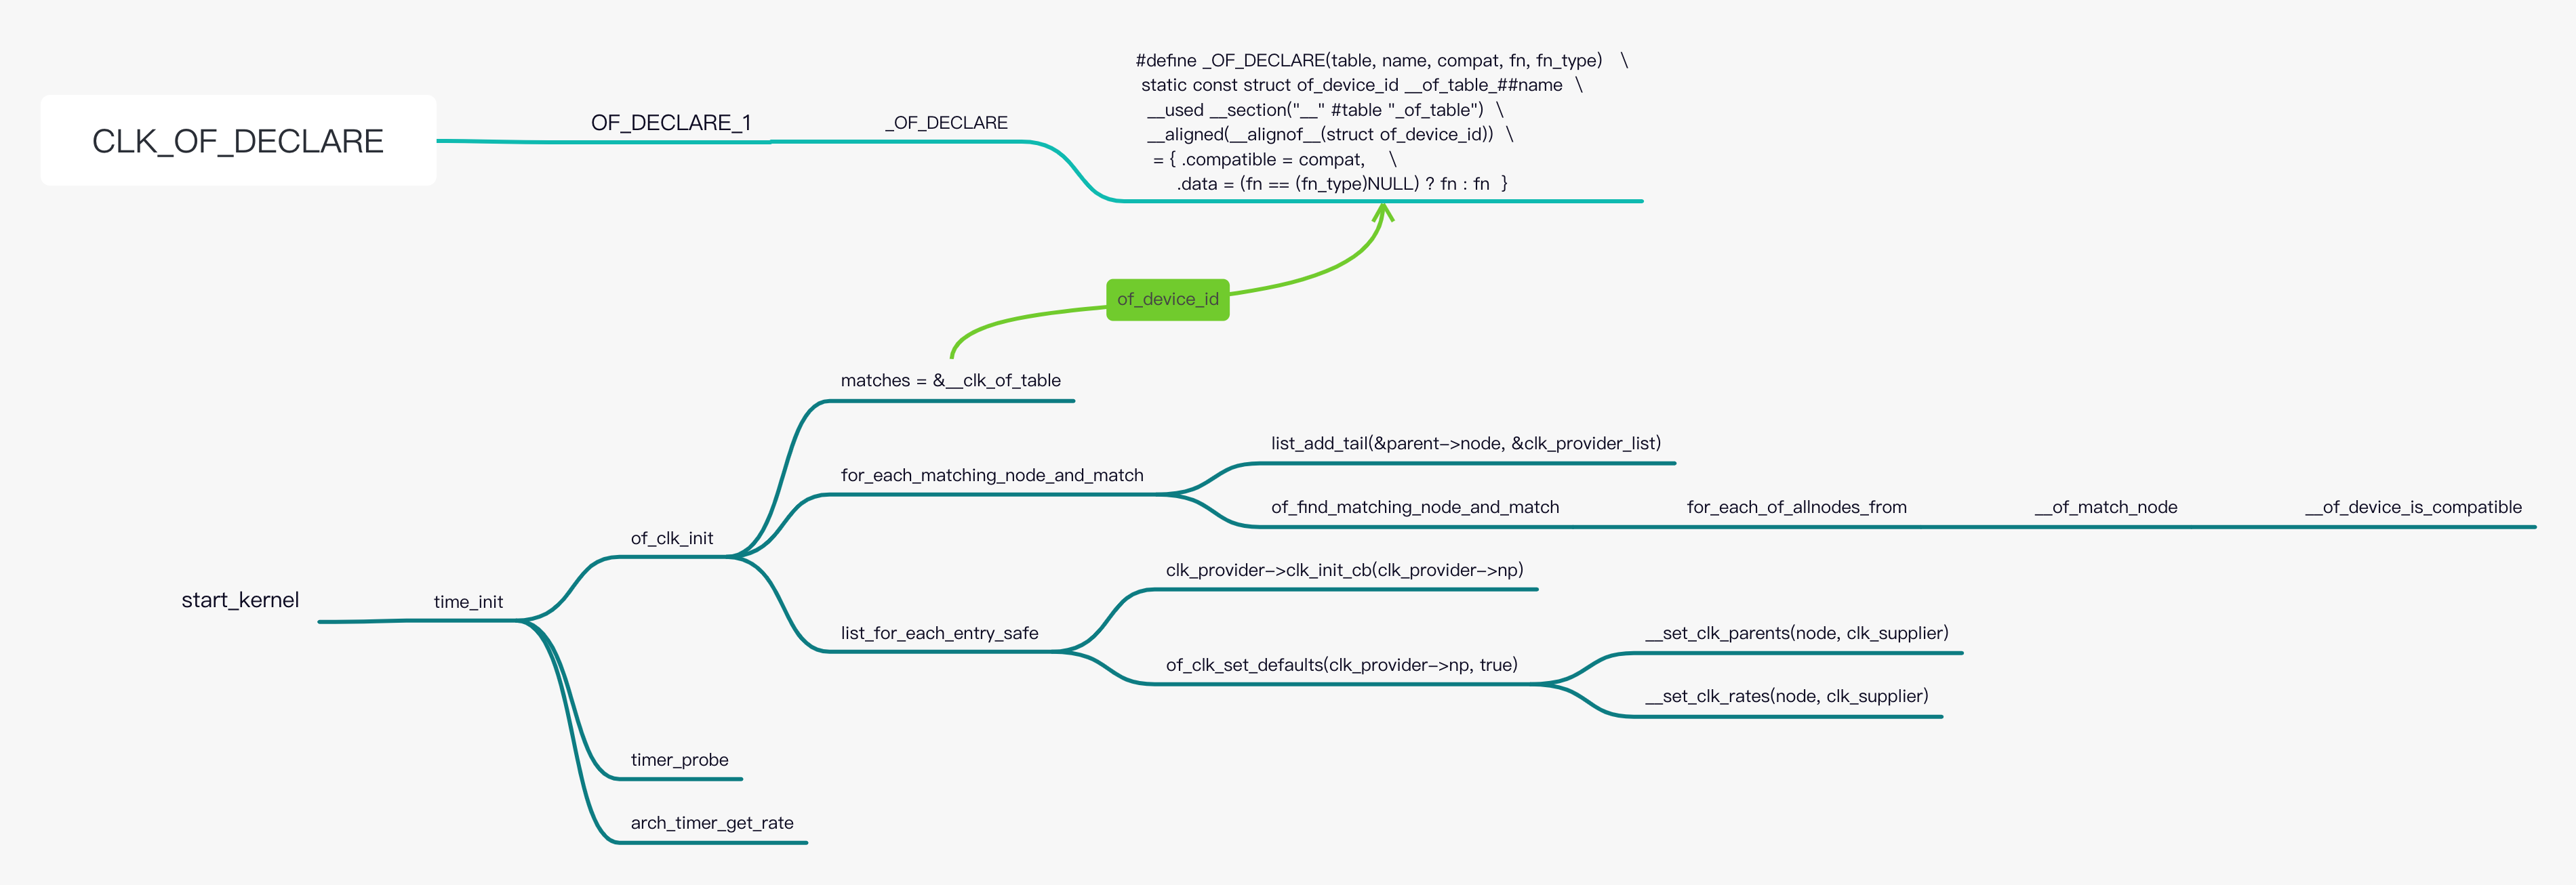 CLK_OF_DECLARE
OF_DECLARE_1
_OF_DECLARE
#define _OF_DECLARE(table, name, compat, fn, fn_type) \
static const struct of_device_id __of_table_##name \
__used __section("__" #table "_of_table") \
__aligned(__alignof__(struct of_device_id)) \
= { .compatible = compat, \
.data = (fn == (fn_type)NULL) ? fn : fn }
of_device_id
matches = &__clk_of_table
list_add_tail(&parent->node, &clk_provider_list)
for_each_matching_node_and_match
of_find_matching_node_and_match
for_each_of_allnodes_from
__of_match_node
__of_device_is_compatible
of_clk_init
clk_provider->clk_init_cb(clk_provider->np)
start_kernel
time_init
list_for_each_entry_safe
__set_clk_parents(node, clk_supplier)
of_clk_set_defaults(clk_provider->np, true)
__set_clk_rates(node, clk_supplier)
timer_probe
arch_timer_get_rate